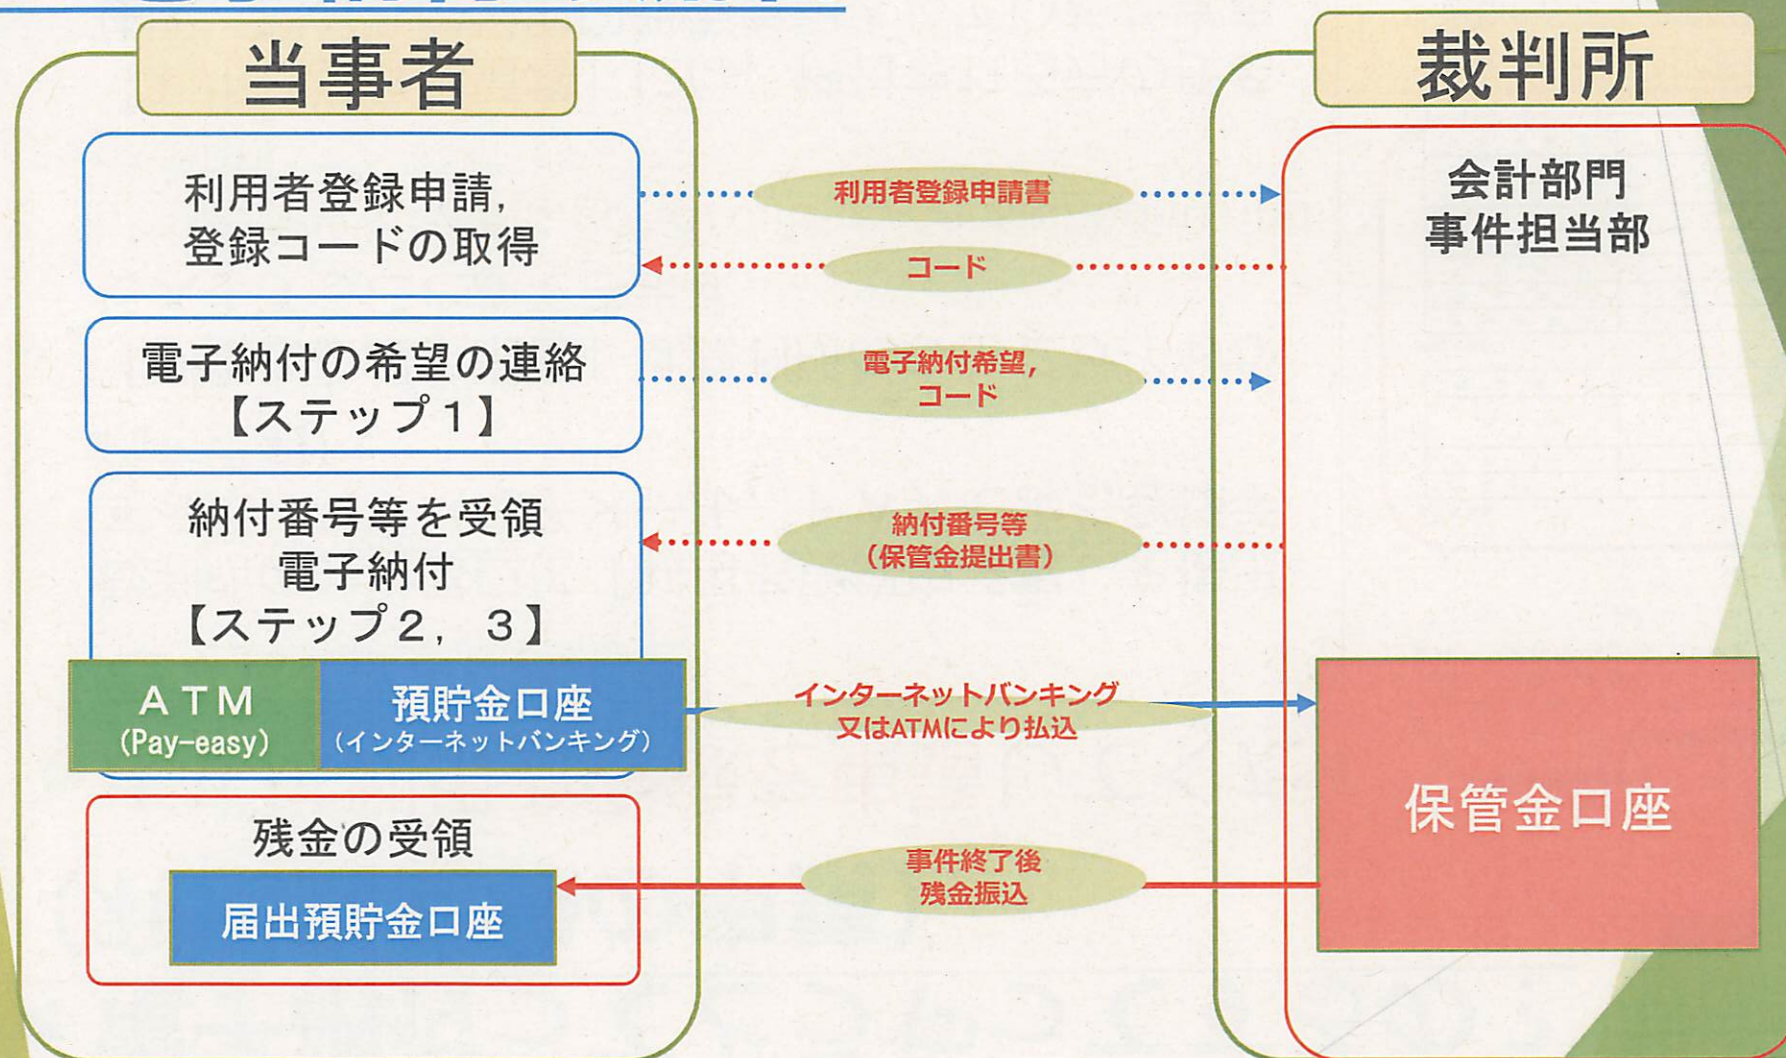 当事者
裁判所
利用者登録申請，
登録コードの取得
利用者登録申請書
コード
会計部門
事件担当部
電子納付の希望の連絡
【ステップ１】
電子納付希望，
コード
納付番号等を受領
電子納付
【ステップ２，３】
納付番号等
（保管金提出書）
ＡＴＭ
（Pay-easy）
預貯金口座
（インターネットバンキング）
インターネットバンキング
又はATMにより払込
保管金口座
残金の受領
届出預貯金口座
事件終了後
残金振込